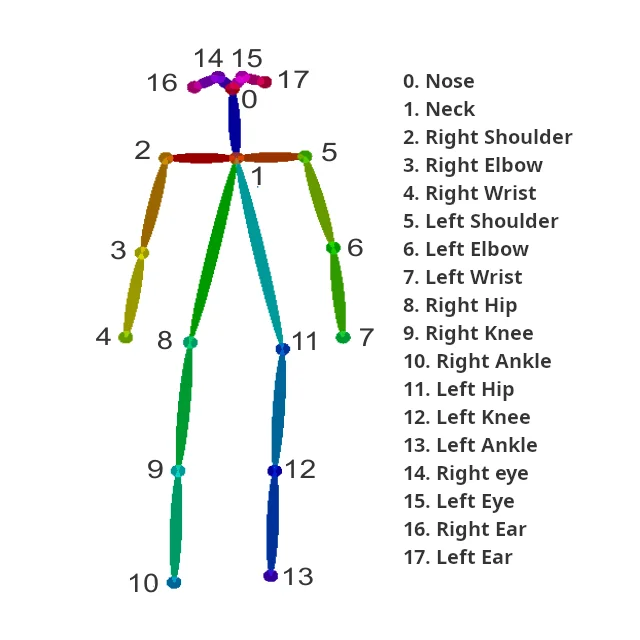 14 15
16 17
0
2 5
1
3 6
4 8 11 7
9 12
10 13
0. Nose
1. Neck
2. Right Shoulder
3. Right Elbow
4. Right Wrist
5. Left Shoulder
6. Left Elbow
7. Left Wrist
8. Right Hip
9. Right Knee
10. Right Ankle
11. Left Hip
12. Left Knee
13. Left Ankle
14. Right eye
15. Left Eye
16. Right Ear
17. Left Ear